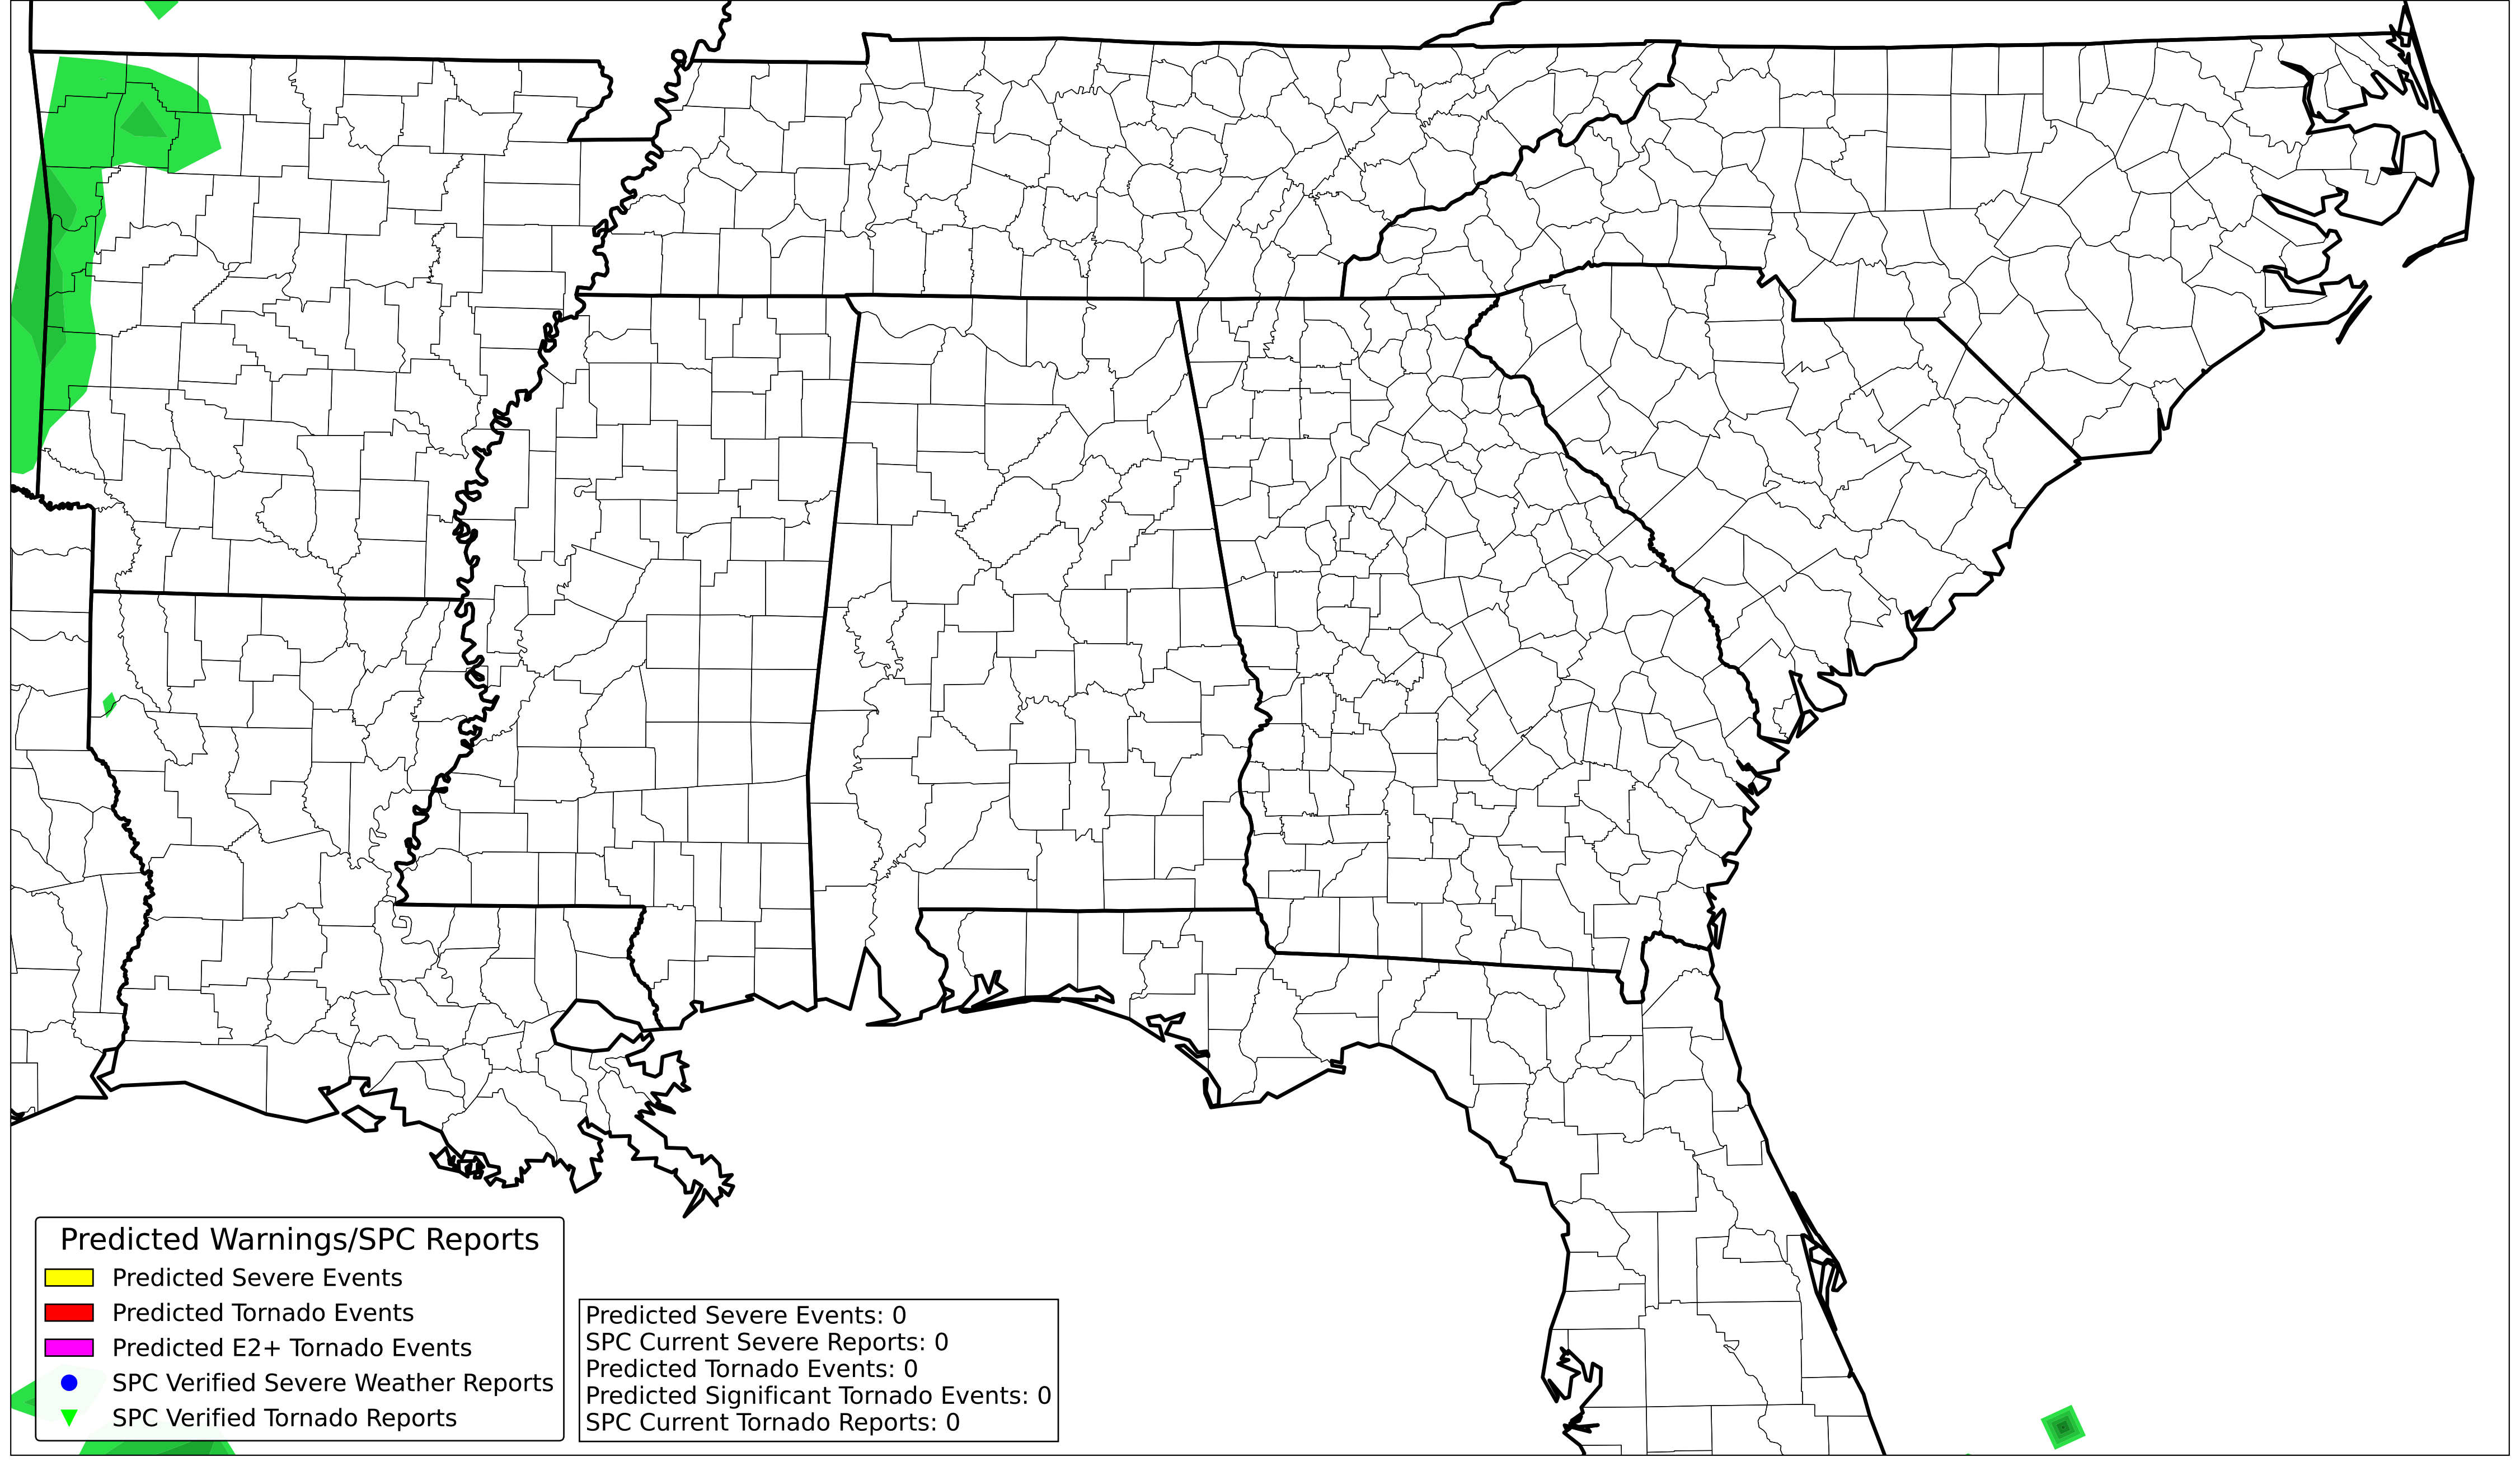 Predicted Warnings/SPC Reports
Predicted Severe Events
Predicted Tornado Events
Predicted E2+ Tornado Events
SPC Verified Severe Weather Reports
SPC Verified Tornado Reports
Predicted Severe Events: 0
SPC Current Severe Reports: 0
Predicted Tornado Events: 0
Predicted Significant Tornado Events: 0
SPC Current Tornado Reports: 0